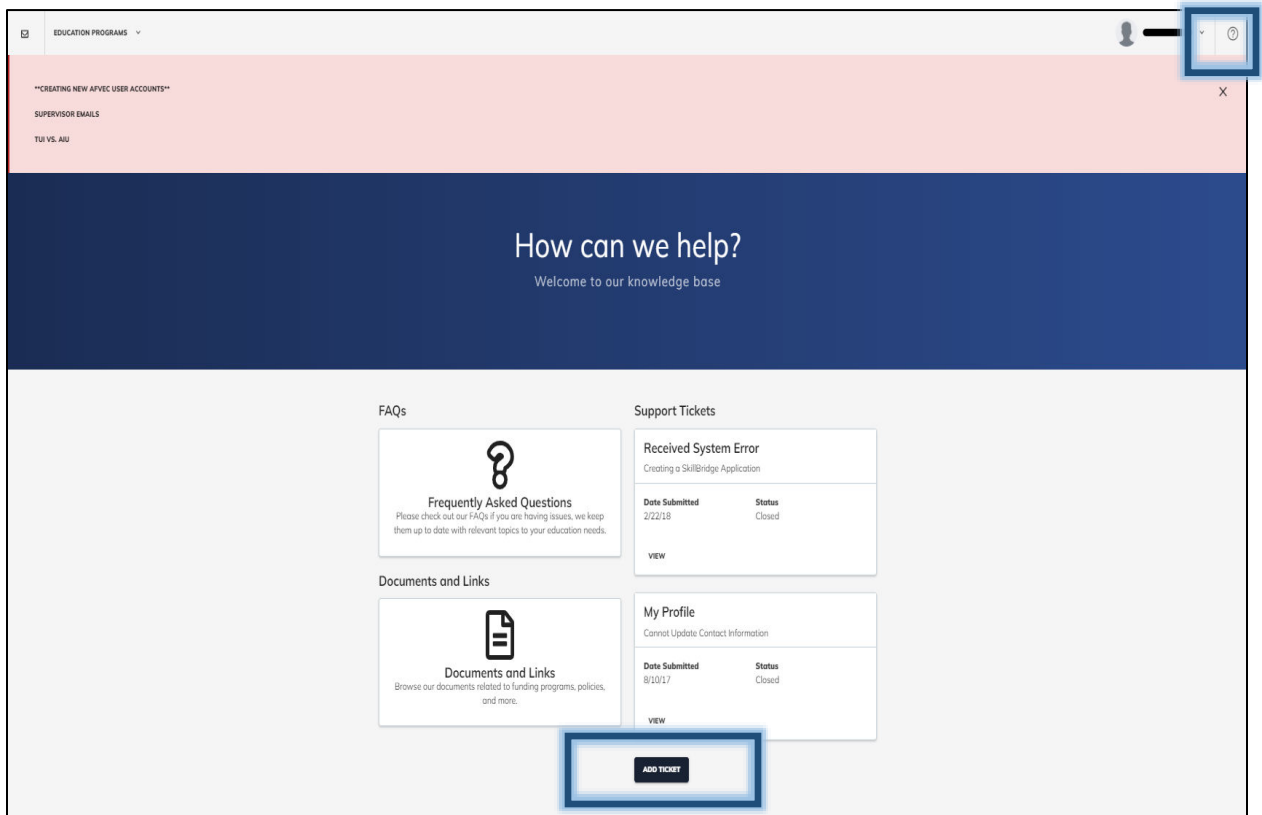 EDUCATION PROGRAMS
**CREATING NEW AFVEC USER ACCOUNTS**
X
SUPERVISOR EMAILS
TUI VS. AIU
How can we help?
Welcome to our knowledge base
FAQs
Frequently Asked Questions
Please check out our FAQs if you are having issues, we keep
them up to date with relevant topics to your education needs.
Documents and Links
Documents and Links
Browse our documents related to funding programs, policies,
and more.
Support Tickets
Received System Error
Creating a SkillBridge Application
Date Submitted Status
2/22/18 Closed
VIEW
My Profile
Cannot Update Contact Information
Date Submitted Status
8/10/17 Closed
VIEW
ADD TICKET